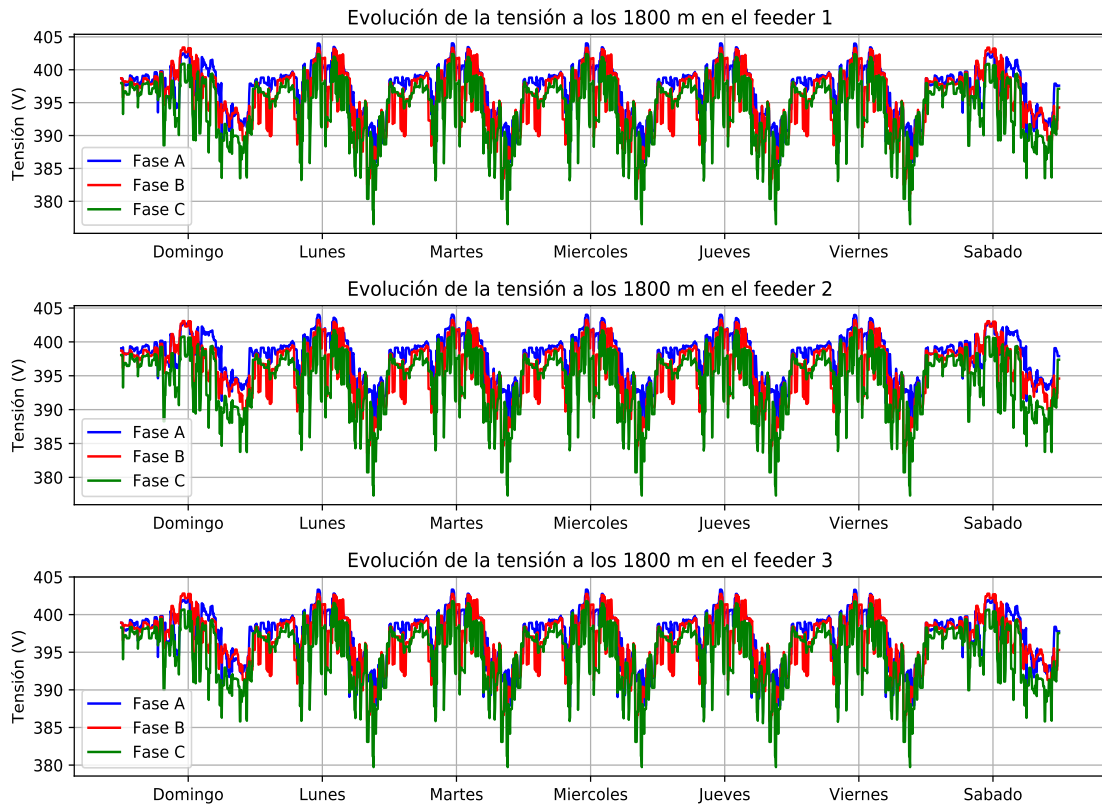 Evolución de la tensión a los 1800 m en el feeder 1
405
400
395
390
385
380
Tensión (V)
Fase A
Fase B
Fase C
Domingo Lunes Martes Miercoles Jueves Viernes Sabado
Evolución de la tensión a los 1800 m en el feeder 2
405
400
395
390
385
380
Tensión (V)
Fase A
Fase B
Fase C
Domingo Lunes Martes Miercoles Jueves Viernes Sabado
Evolución de la tensión a los 1800 m en el feeder 3
405
400
395
390
385
380
Tensión (V)
Fase A
Fase B
Fase C
Domingo Lunes Martes Miercoles Jueves Viernes Sabado